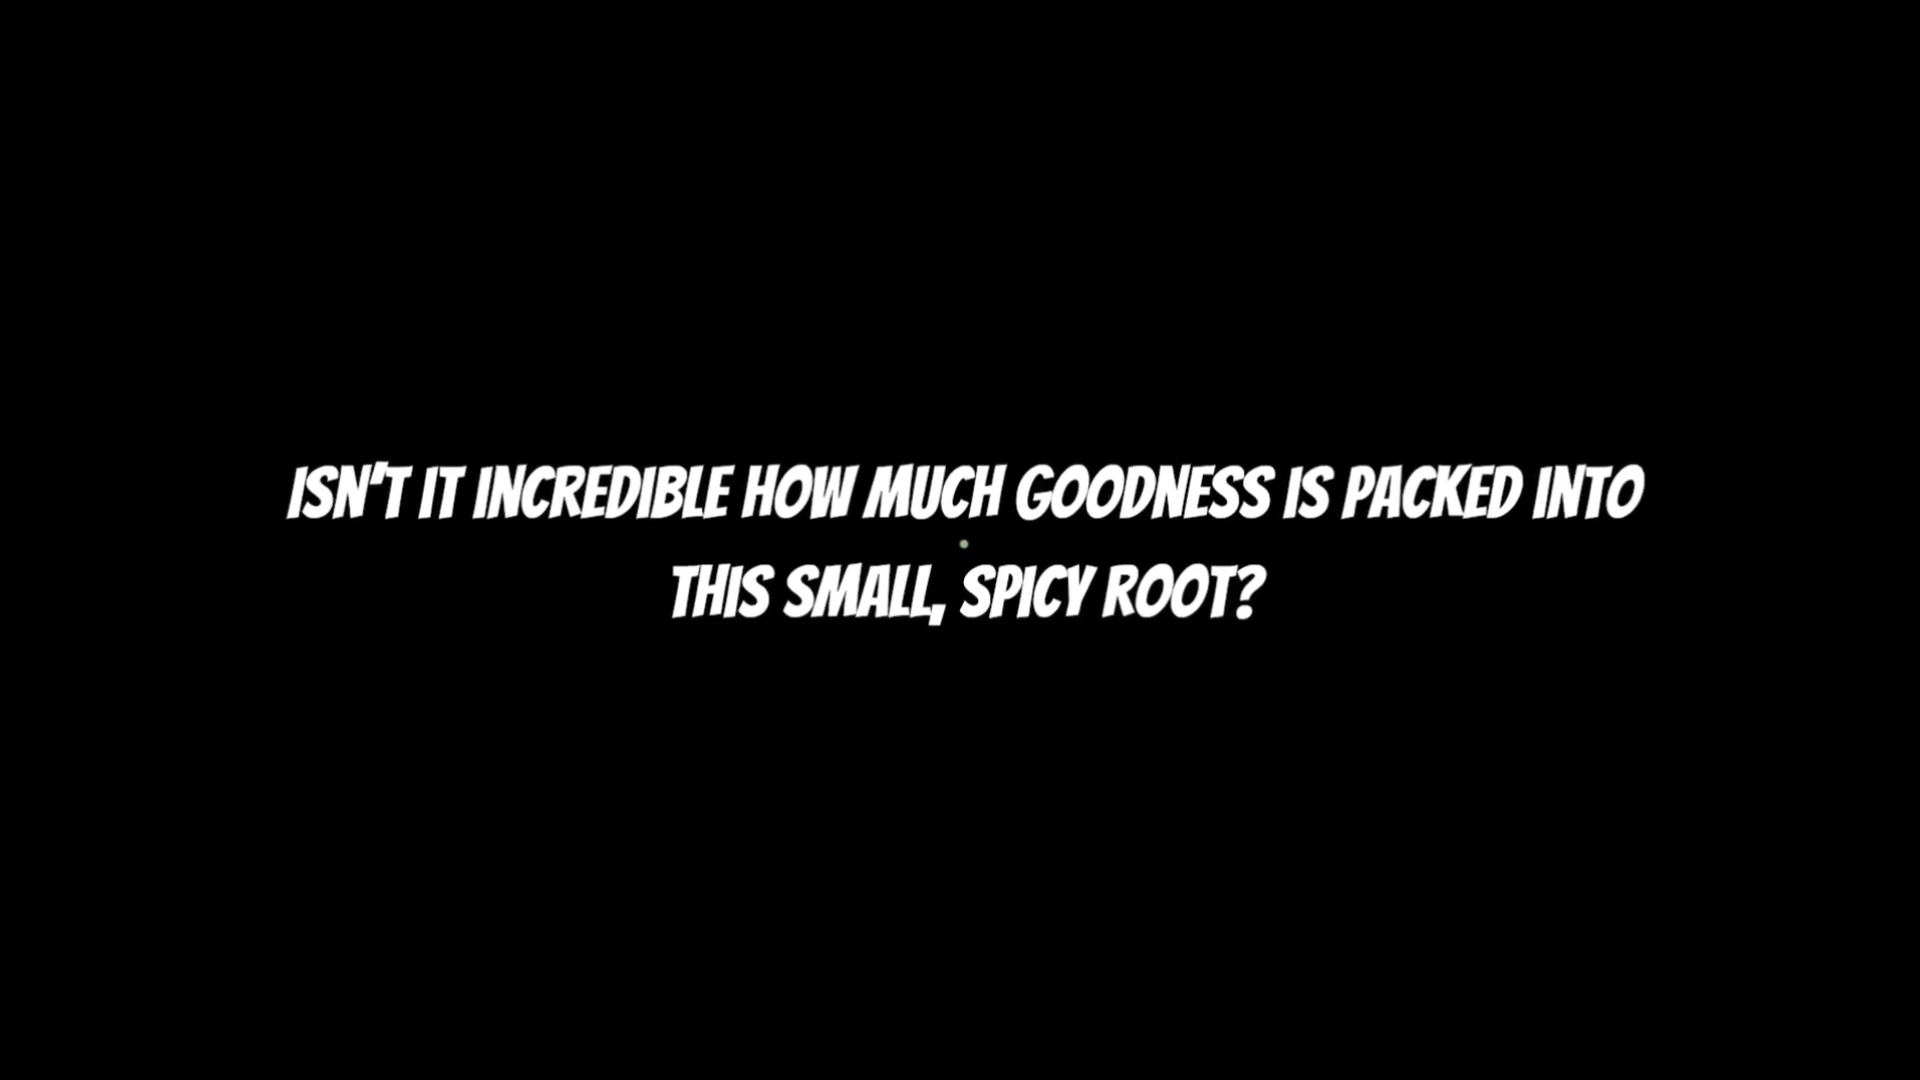 ISN'T IT INCREDIBLE HOW MUCH GOODNESS IS PACKED INTO
THIS SMALL, SPICY ROOT?